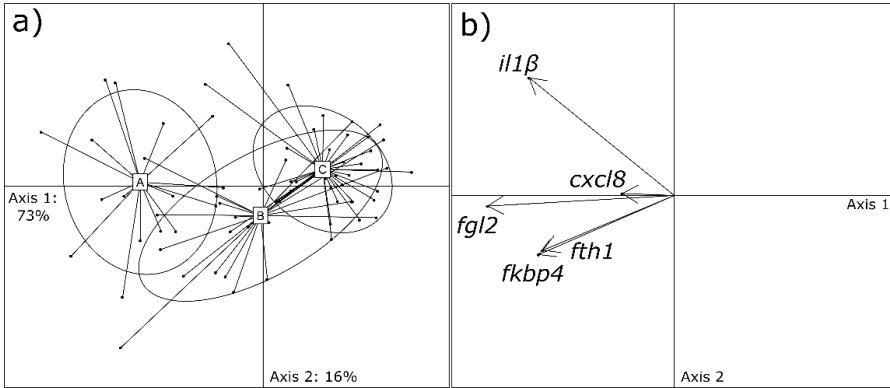 a)
A
C
B
Axis 1:
73%
Axis 2: 16%
b)
il1β
cxcl8
Axis 1
fgl2
fth1
fkbp4
Axis 2